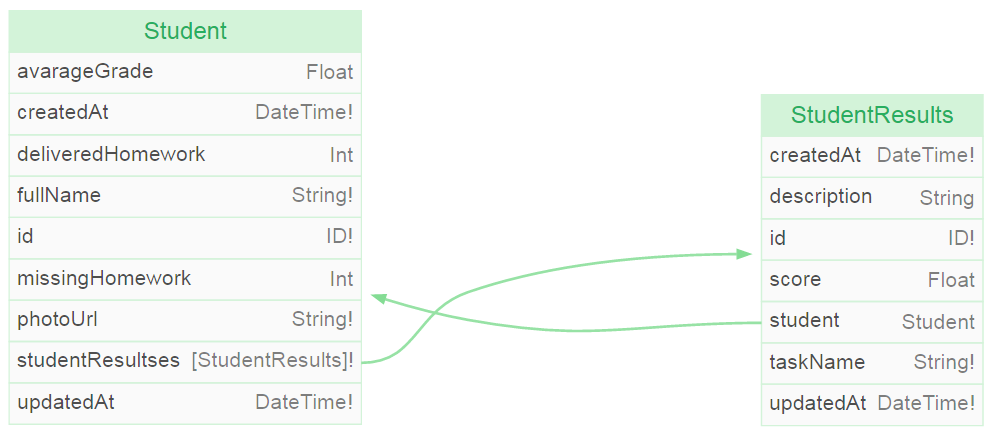 Student
avarageGrade Float
createdAt DateTime!
deliveredHomework Int
fullName String!
id ID!
missingHomework Int
photoUrl String!
studentResultses [StudentResults]!
updatedAt DateTime!
StudentResults
createdAt DateTime!
description String
id ID!
score Float
student Student
taskName String!
updatedAt DateTime!